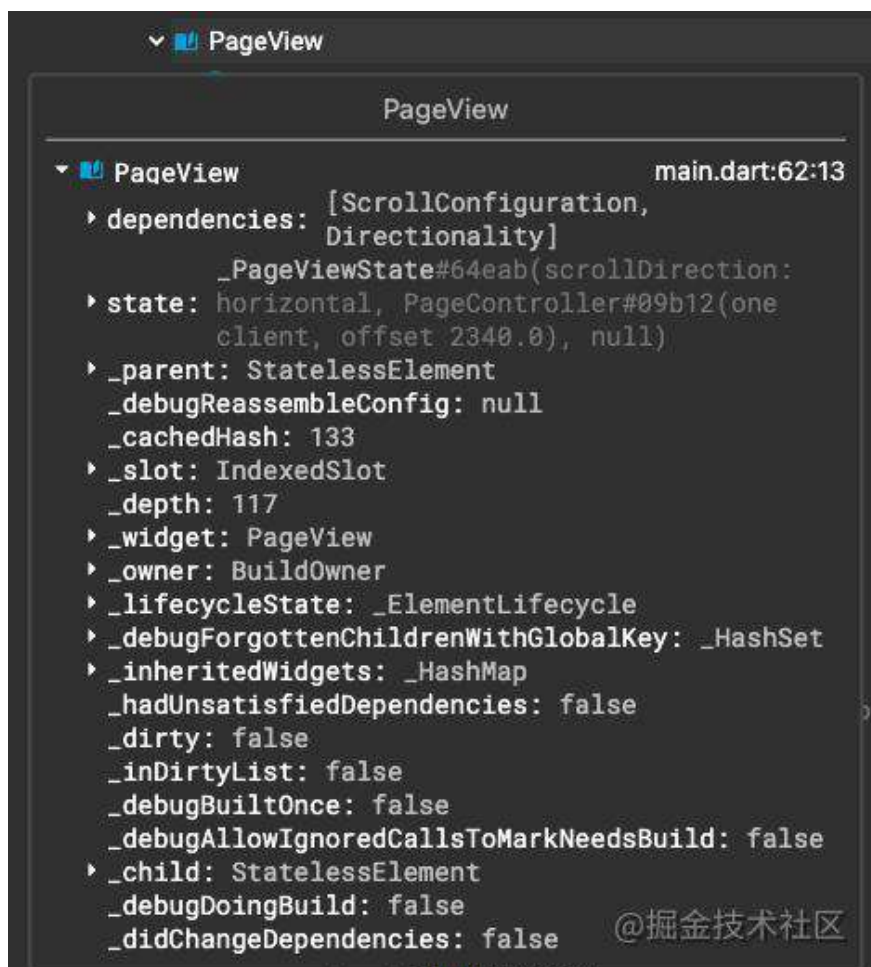 PageView
PageView
PageView main.dart:62:13
dependencies: [ScrollConfiguration,
Directionality]
_PageViewState#64eab(scrollDirection:
state: horizontal, PageController#09b12(one
client, offset 2340.0), null)
_parent: StatelessElement
_debugReassembleConfig: null
_cachedHash: 133
_slot: IndexedSlot
_depth: 117
_widget: PageView
_owner: BuildOwner
_lifecycleState: _ElementLifecycle
_debugForgottenChildrenWithGlobalKey: _HashSet
_inheritedWidgets: _HashMap
_hadUnsatisfiedDependencies: false
_dirty: false
_inDirtyList: false
_debugBuiltOnce: false
_debugAllowIgnoredCallsToMarkNeedsBuild: false
_child: StatelessElement
_debugDoingBuild: false
_didChangeDependencies: false
@掘金技术社区